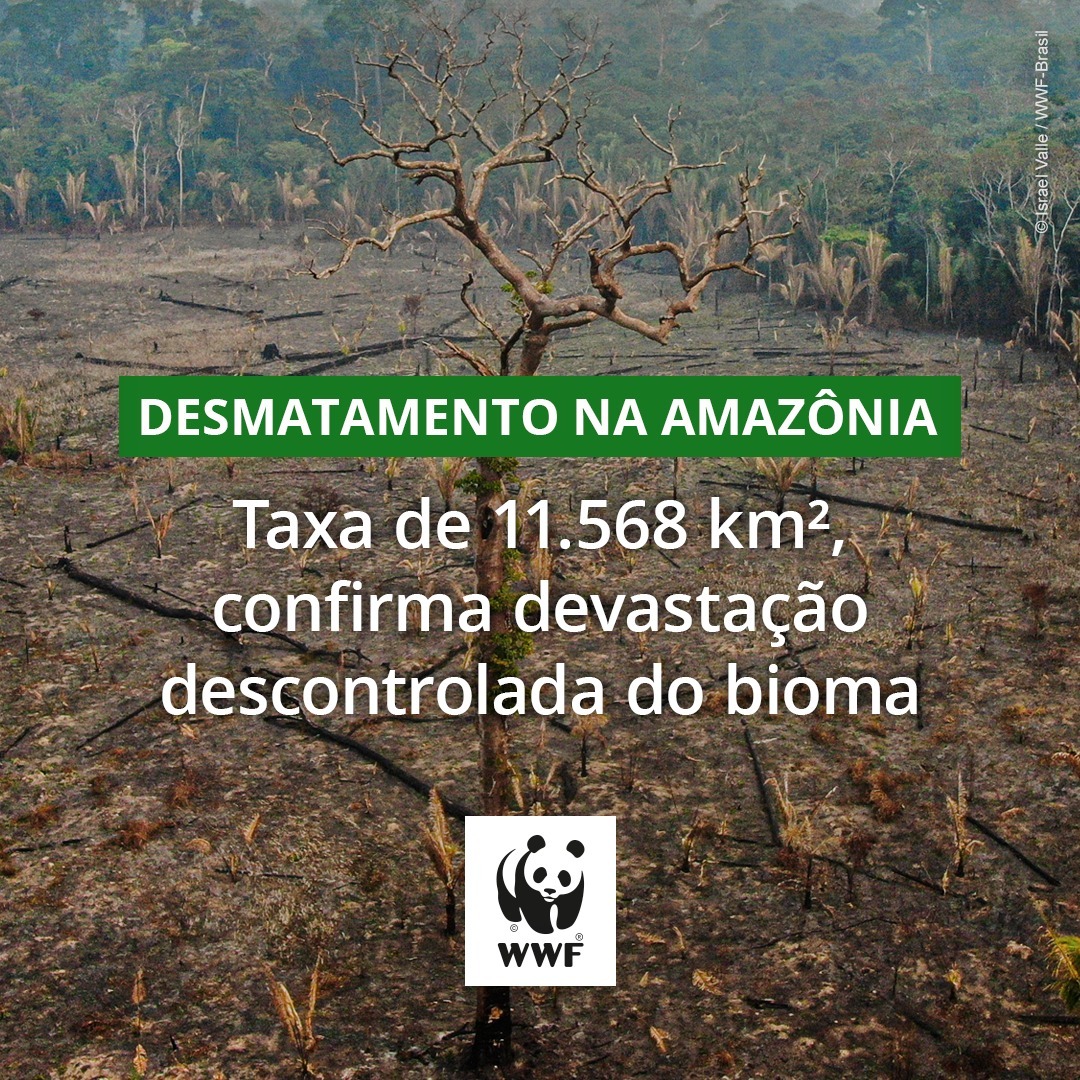 © Israel Valle / WWF-Brasil
DESMATAMENTO NA AMAZÔNIA
Taxa de 11.568 km²,
confirma devastação
descontrolada do bioma
©
®
WWF